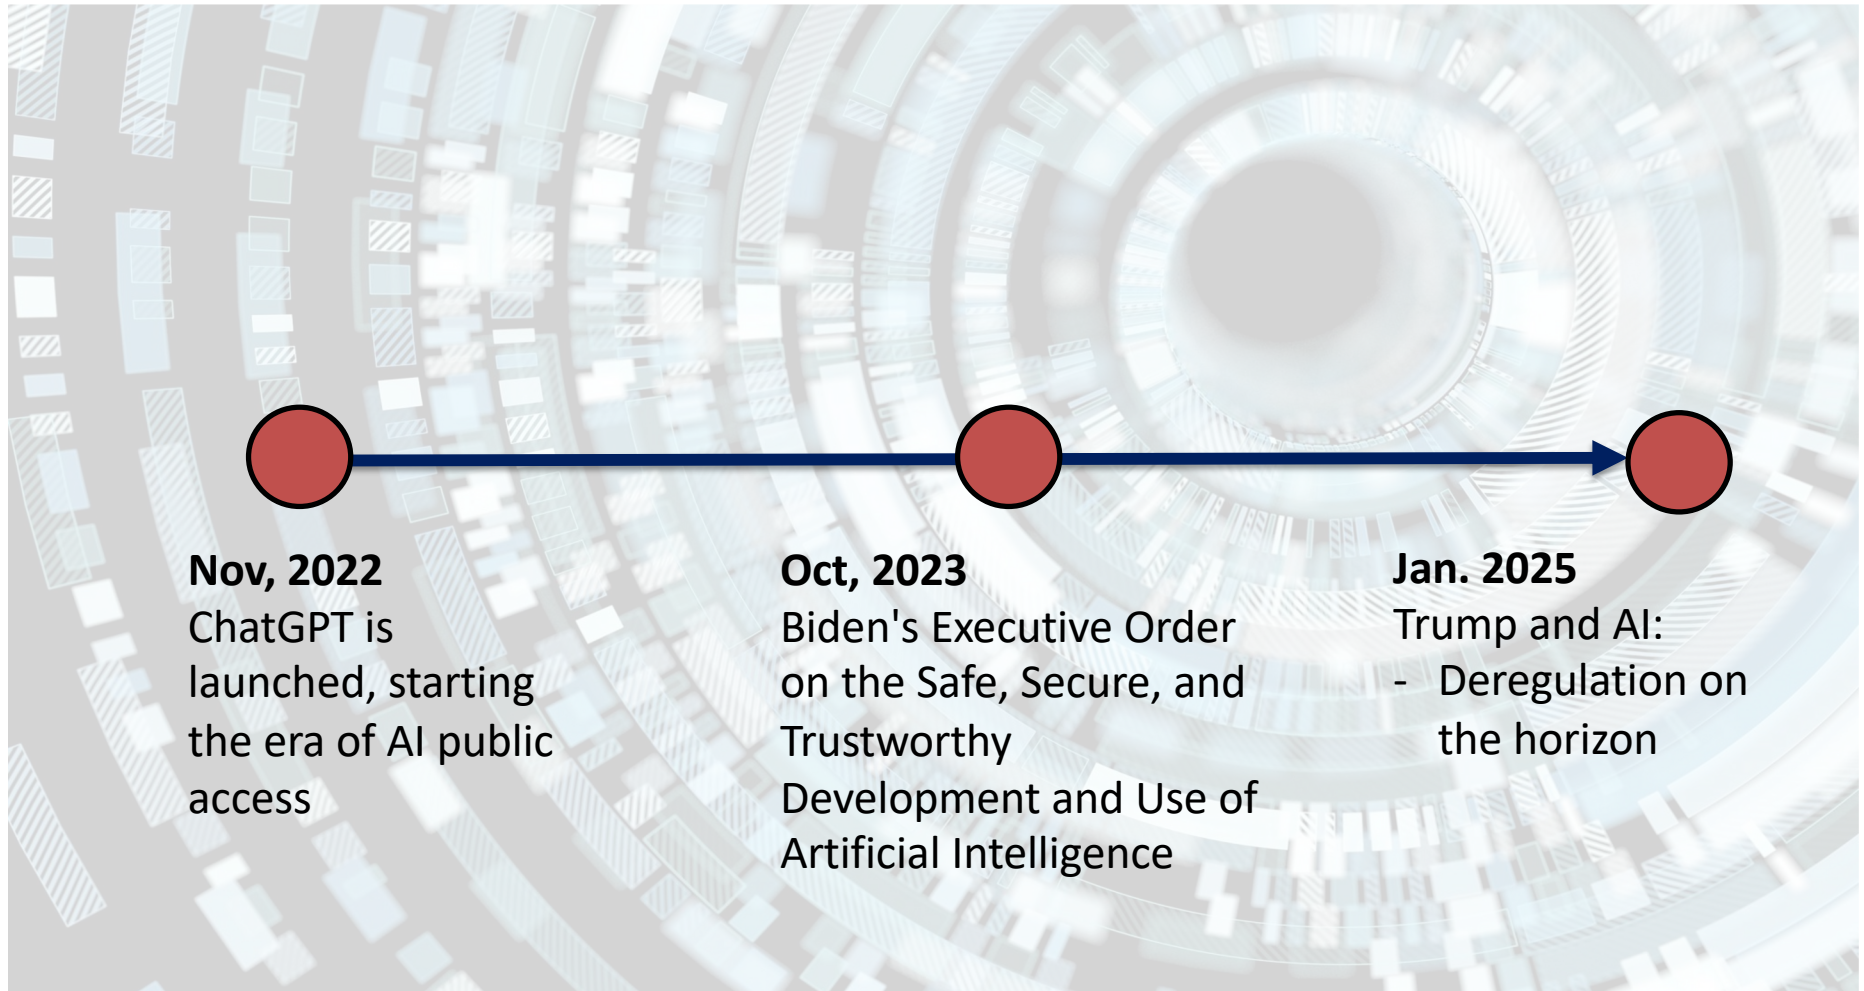 Nov, 2022
ChatGPT is
launched, starting
the era of AI public
access
Oct, 2023
Biden's Executive Order
on the Safe, Secure, and
Trustworthy
Development and Use of
Artificial Intelligence
Jan. 2025
Trump and AI:
- Deregulation on
the horizon